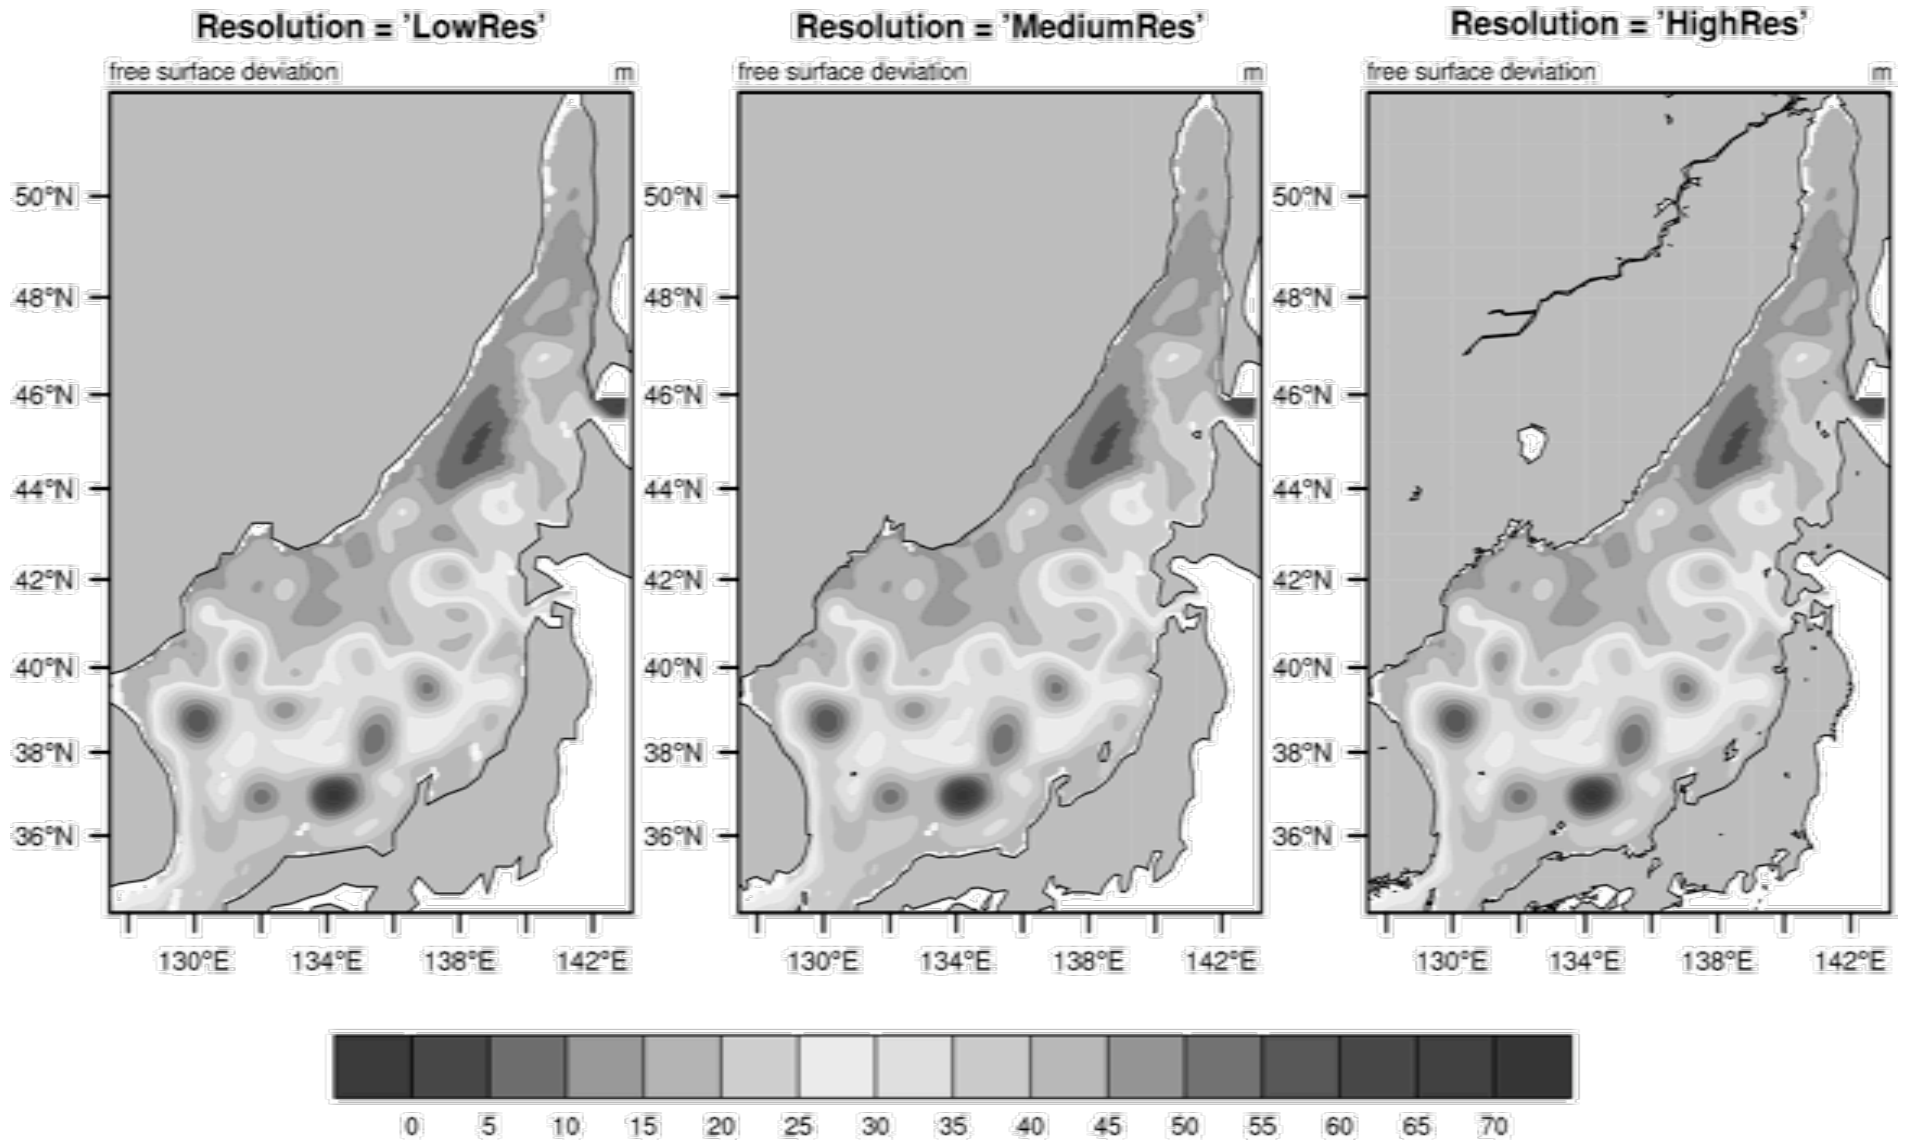 Resolution = 'LowRes' Resolution = 'MediumRes' Resolution = 'HighRes'
free surface deviation m free surface deviation m free surface deviation m
50°N 50°N 50°N
48°N 48°N 48°N
46°N 46°N 46°N
44°N 44°N 44°N
42°N 42°N 42°N
40°N 40°N 40°N
38°N 38°N 38°N
36°N 36°N 36°N
130°E 134°E 138°E 142°E 130°E 134°E 138°E 142°E 130°E 134°E 138°E 142°E
0 5 10 15 20 25 30 35 40 45 50 55 60 65 70